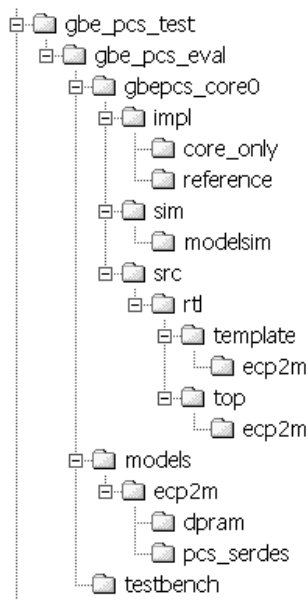 gbe_pcs_test
gbe_pcs_eval
gbepcs_core0
impl
core_only
reference
sim
modelsim
src
rtl
template
ecp2m
top
ecp2m
models
ecp2m
dpram
pcs_serdes
testbench